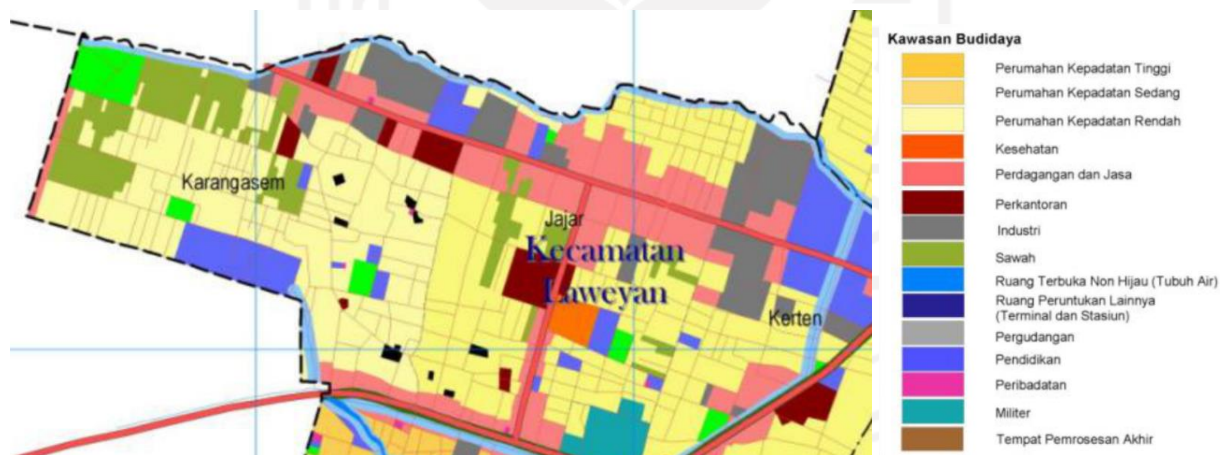 Karangasem
Jajar
Kecamatan
Laweyan
Kerten
Kawasan Budidaya
Perumahan Kepadatan Tinggi
Perumahan Kepadatan Sedang
Perumahan Kepadatan Rendah
Kesehatan
Perdagangan dan Jasa
Perkantoran
Industri
Sawah
Ruang Terbuka Non Hijau (Tubuh Air)
Ruang Peruntukan Lainnya
(Terminal dan Stasiun)
Pergudangan
Pendidikan
Peribadatan
Militer
Tempat Pemrosesan Akhir